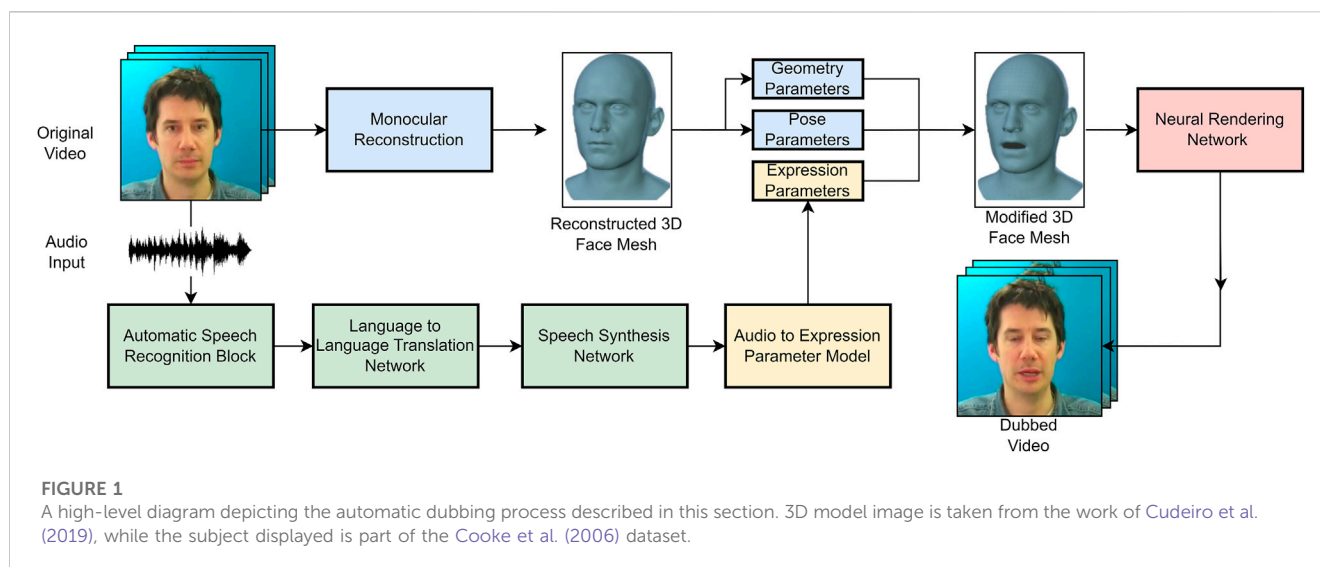 Original
Video
Monocular
Reconstruction
Reconstructed 3D
Face Mesh
Geometry
Parameters
Pose
Parameters
Expression
Parameters
Modified 3D
Face Mesh
Neural Rendering
Network
Audio
Input
Automatic Speech
Recognition Block
Language to
Language Translation
Network
Speech Synthesis
Network
Audio to Expression
Parameter Model
Dubbed
Video
FIGURE 1
A high-level diagram depicting the automatic dubbing process described in this section. 3D model image is taken from the work of Cudeiro et al.
(2019), while the subject displayed is part of the Cooke et al. (2006) dataset.